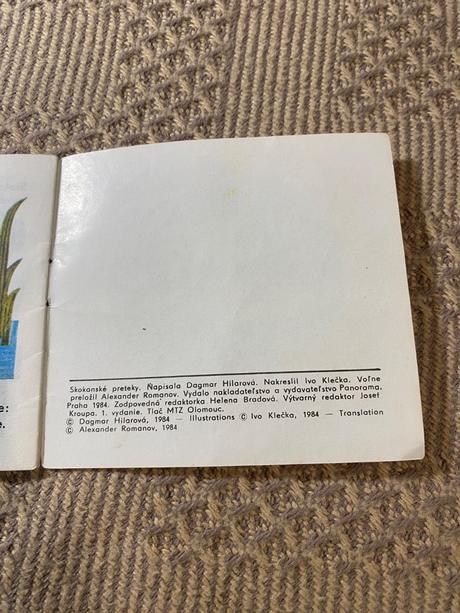 e:
e.
Skokanské preteky. Ňapísala Dagmar Hilarová. Nakreslil Ivo Klečka. Voľne
preložil Alexander Romanov. Vydalo nakladateľstvo a vydavateľstvo Panorama,
Praha 1984. Zodpovedná redaktorka Helena Bradová. Výtvarný redaktor Josef
Kroupa. 1. vydanie. Tlač MTZ Olomouc.
© Dagmar Hilarová, 1984 — Illustrations © Ivo Klečka, 1984 — Translation
© Alexander Romanov, 1984